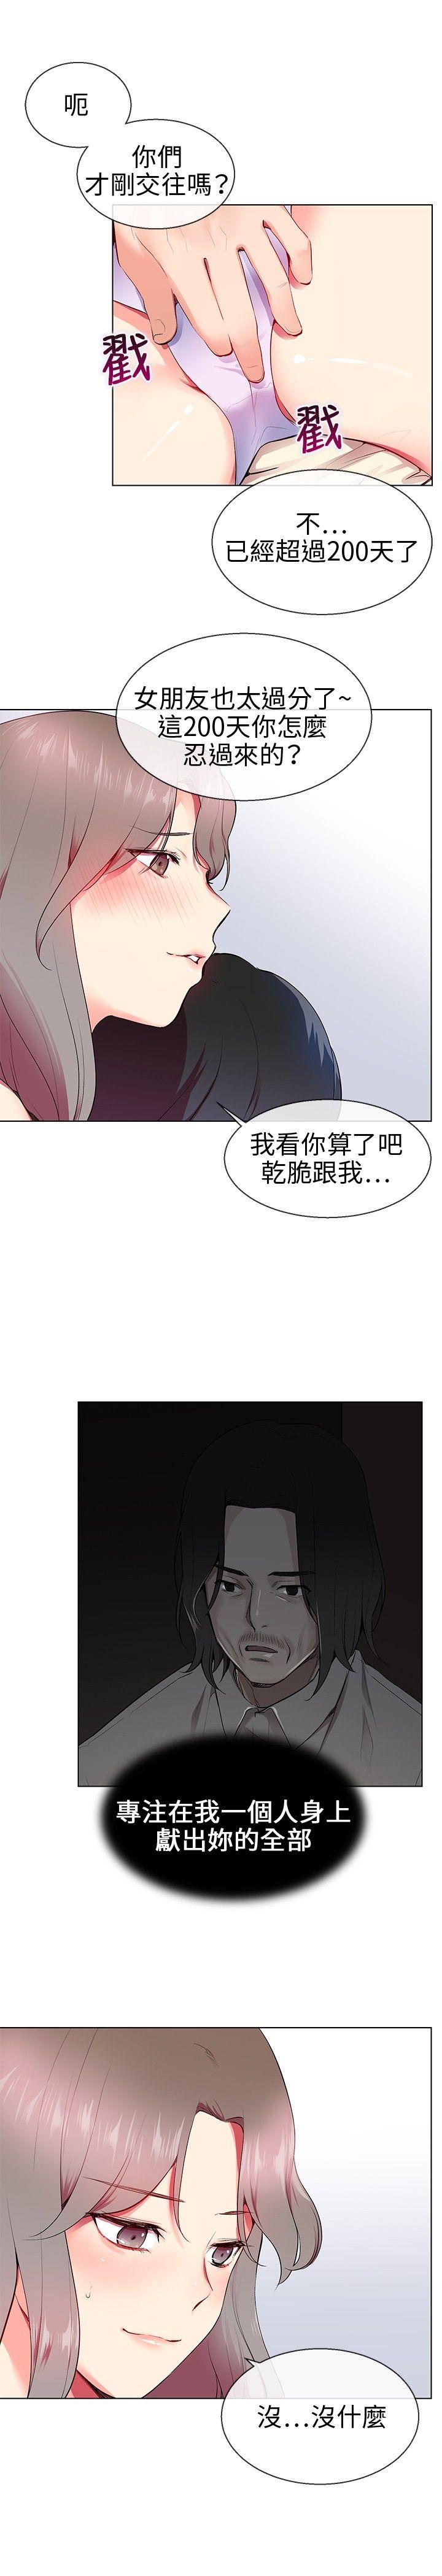 呃
你們
才剛交往嗎？
戳
戳
不…
已經超過200天了
女朋友也太過分了~
這200天你怎麼
忍過來的？
我看你算了吧
乾脆跟我…
專注在我一個人身上
獻出妳的全部
沒…沒什麼